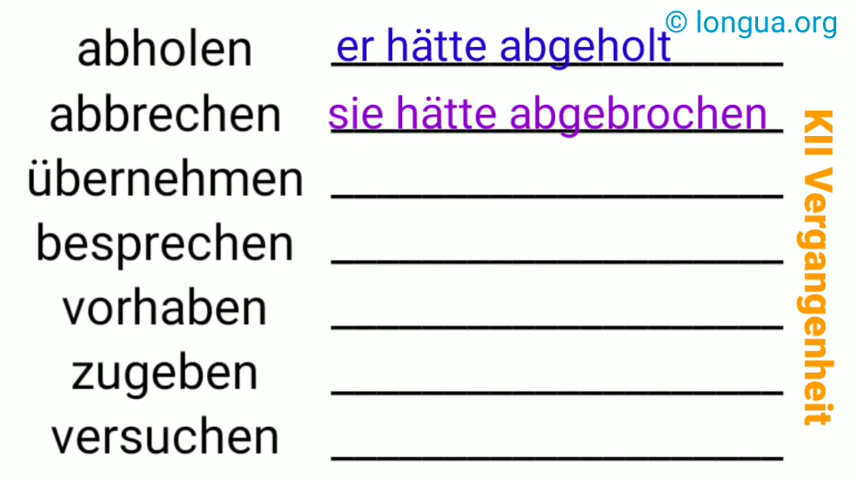 © longua.org
abholen er hätte abgeholt
abbrechen sie hätte abgebrochen
übernehmen
besprechen
vorhaben
zugeben
versuchen
KII Vergangenheit